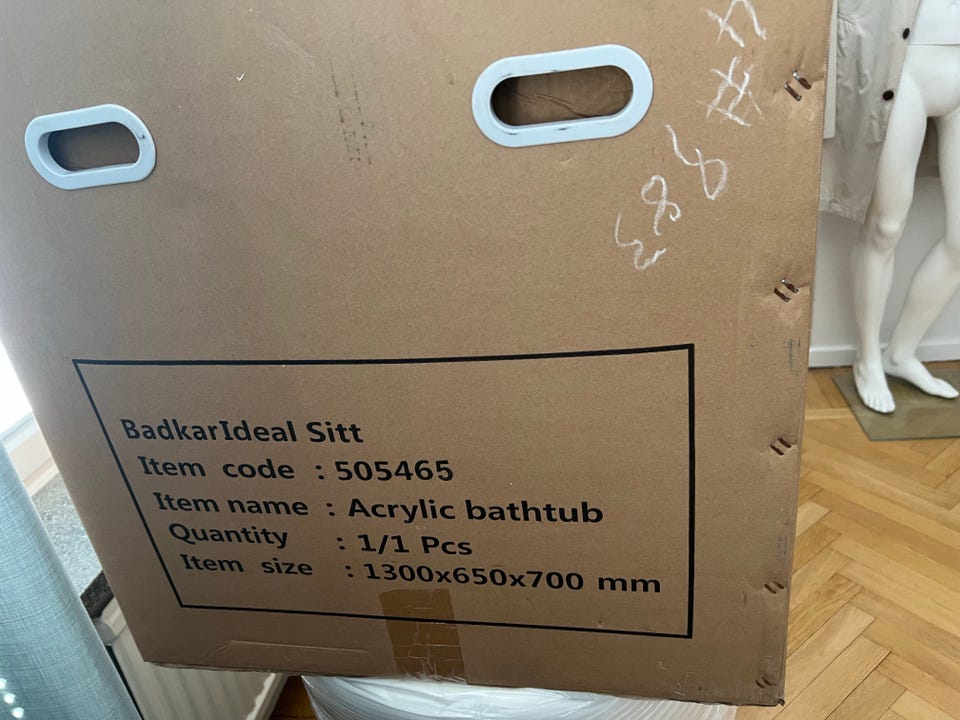 BadkarIdeal Sitt
Item code : 505465
Item name : Acrylic bathtub
Quantity : 1/1 Pcs
Item size : 1300x650x700 mm